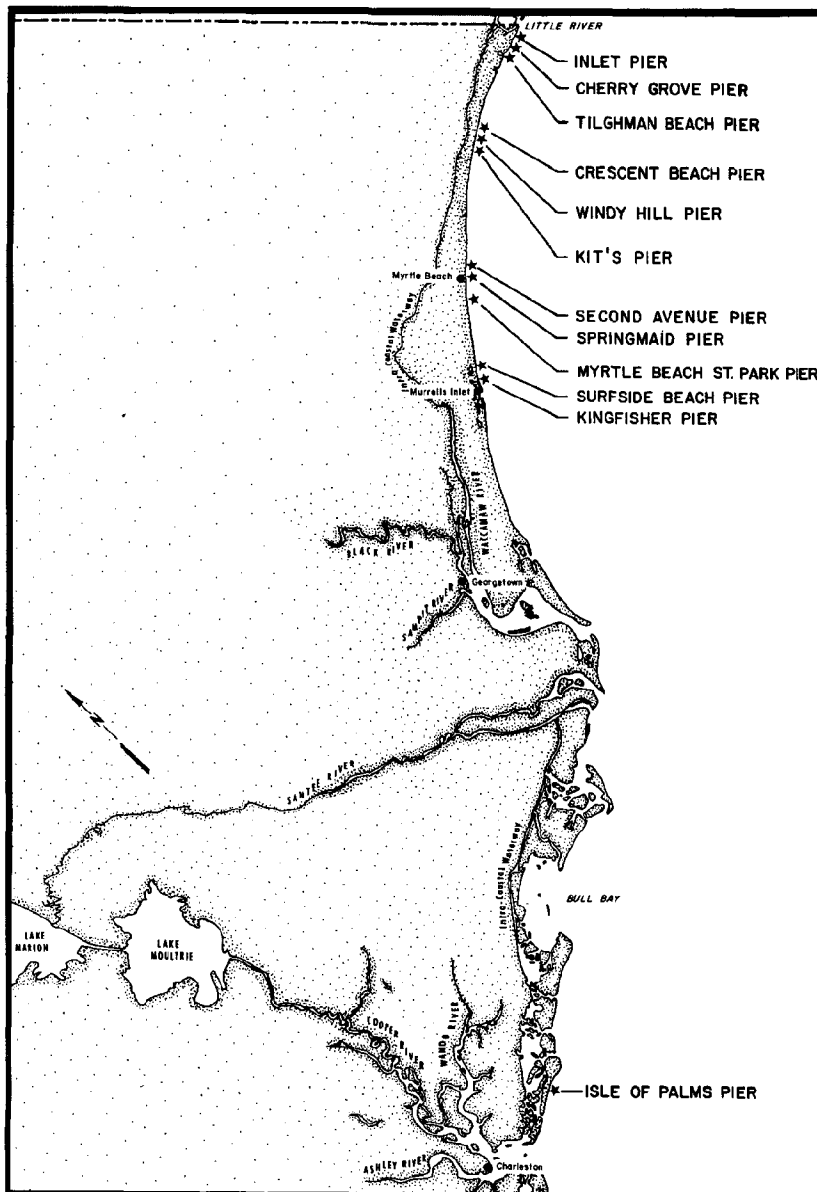 LITTLE RIVER
INLET PIER
CHERRY GROVE PIER
TILGHMAN BEACH PIER
CRESCENT BEACH PIER
WINDY HILL PIER
KIT'S PIER
Myrtle Beach
SECOND AVENUE PIER
SPRINGMAID PIER
MYRTLE BEACH ST. PARK PIER
SURFSIDE BEACH PIER
KINGFISHER PIER
Coastal Waterway
Murrells Inlet
WACCAMAW RIVER
BLACK RIVER
Georgetown
SAMPIT RIVER
N
SANTEE RIVER
Intra-Coastal Waterway
BULL BAY
LAKE
MARION
LAKE
MOULTRIE
COOPER RIVER
WANDO RIVER
ISLE OF PALMS PIER
ASHLEY RIVER
Charleston